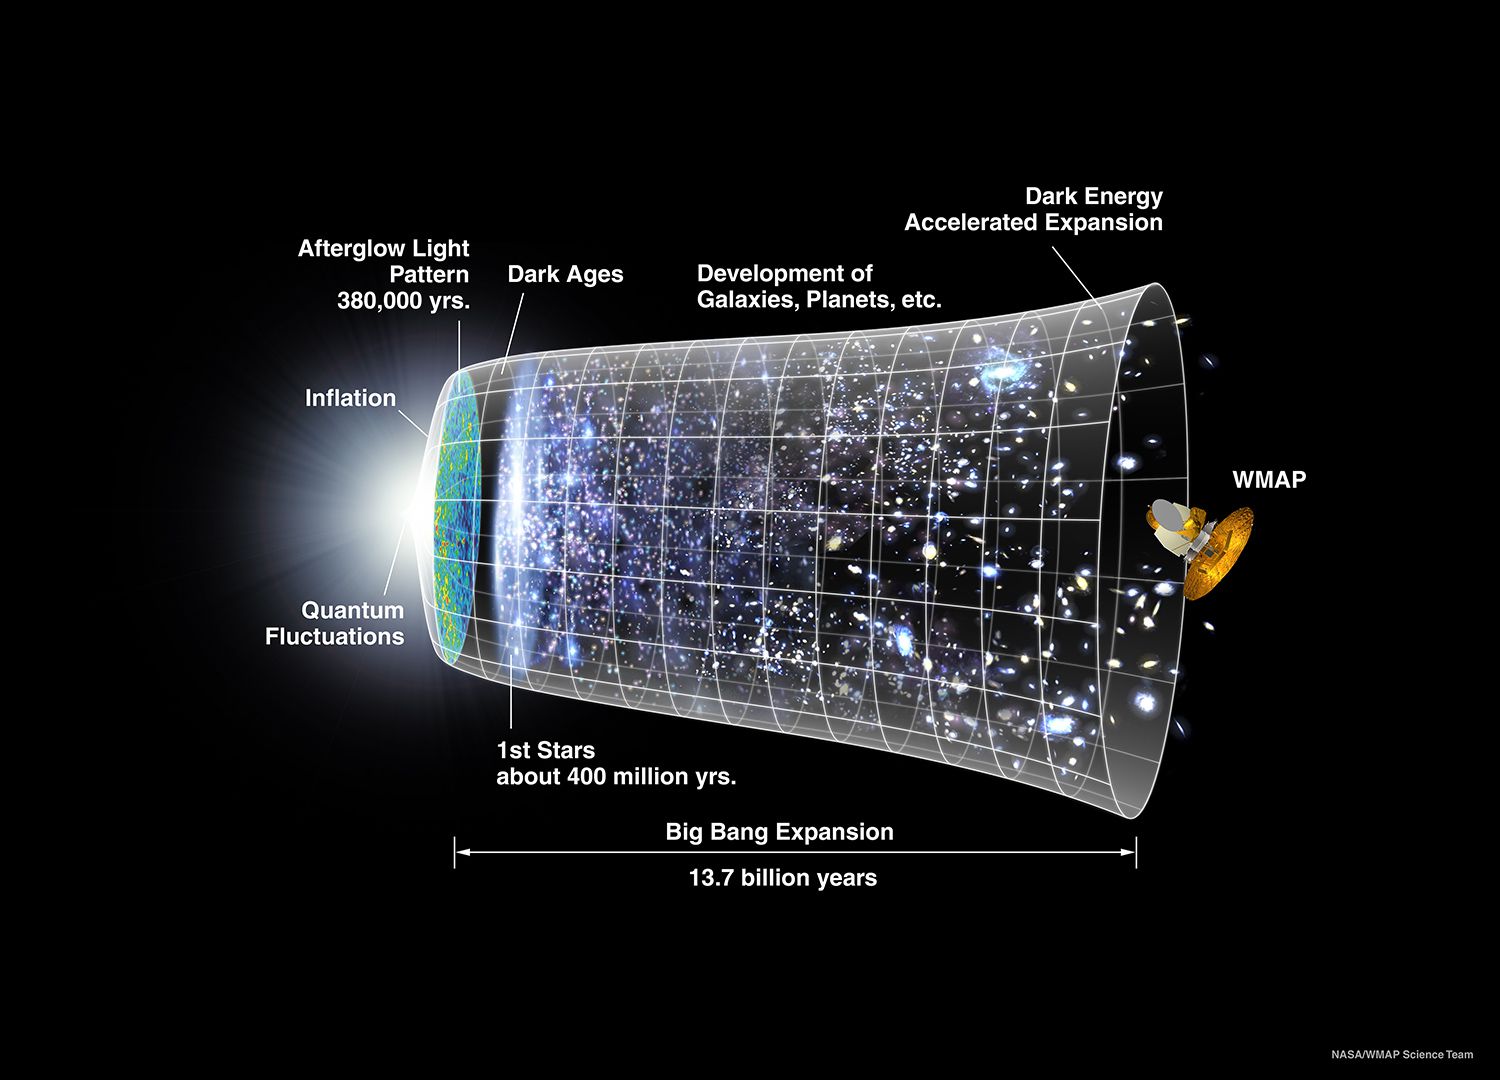 Dark Energy
Accelerated Expansion
Afterglow Light
Pattern
380,000 yrs.
Dark Ages
Development of
Galaxies, Planets, etc.
Inflation
WMAP
Quantum
Fluctuations
1st Stars
about 400 million yrs.
Big Bang Expansion
13.7 billion years
NASA/WMAP Science Team